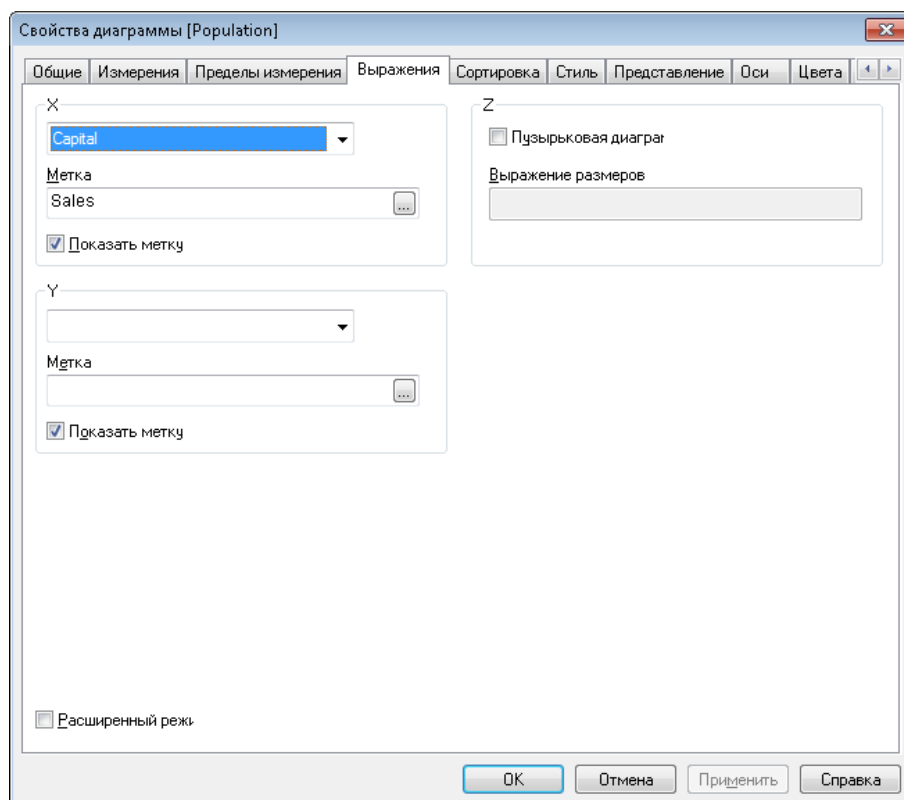 Свойства диаграммы [Population]
Общие Измерения Пределы измерения Выражения Сортировка Стиль Представление Оси Цвета
X
Capital
Метка
Sales
...
Показать метку
Z
Пузырьковая диаграм
Выражение размеров
Y
Метка
...
Показать метку
Расширенный режи
OK Отмена Применить Справка